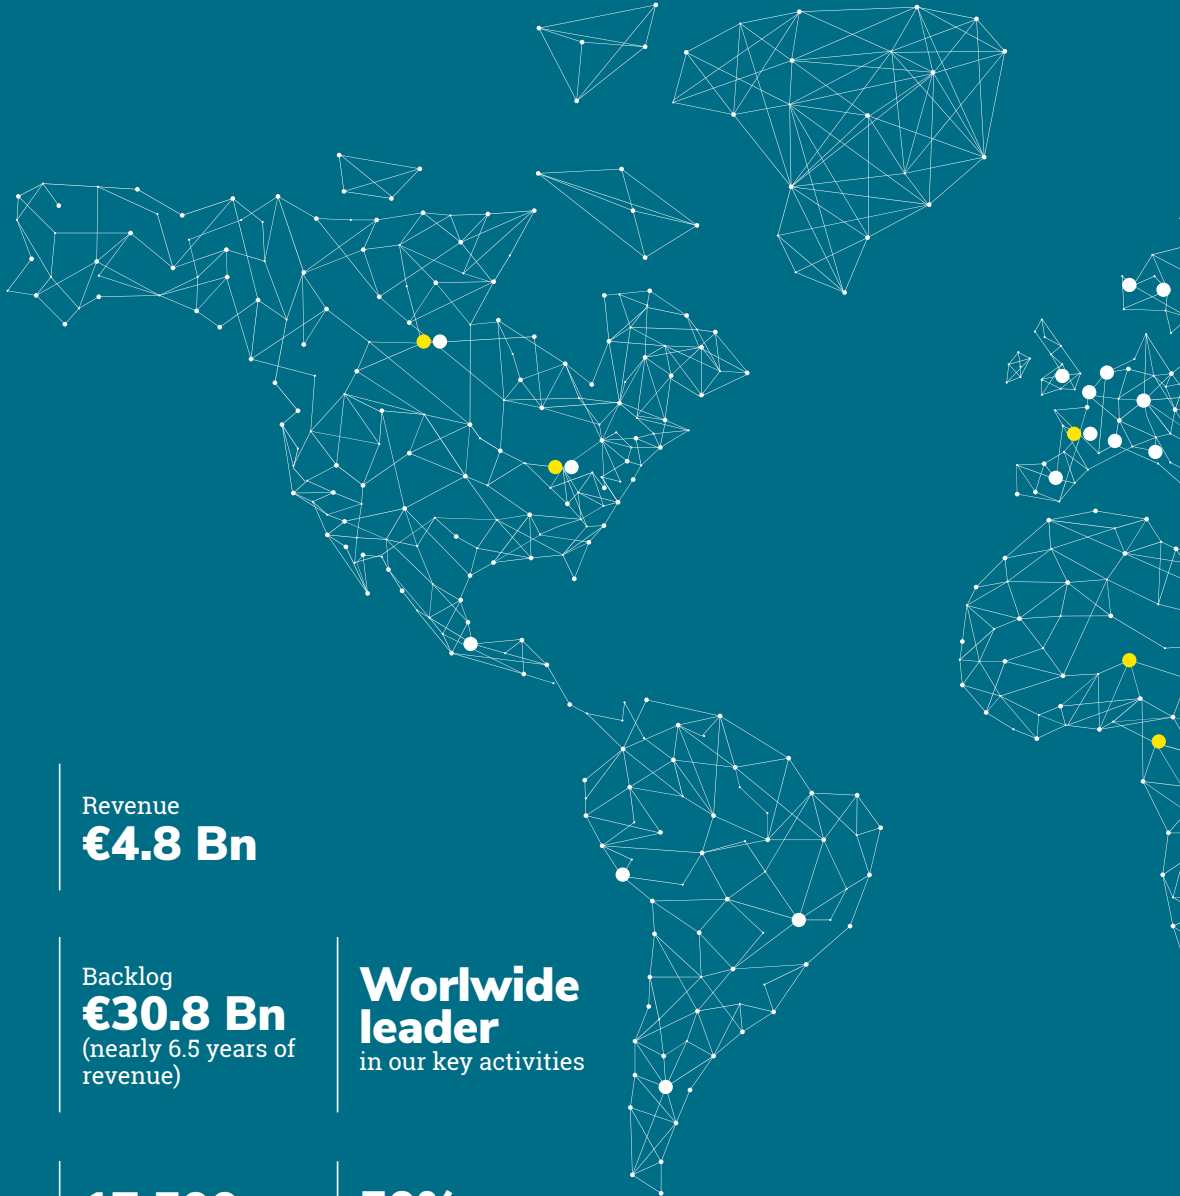 Revenue
€4.8 Bn
Backlog
€30.8 Bn
(nearly 6.5 years of
revenue)
Worlwide
leader
in our key activities